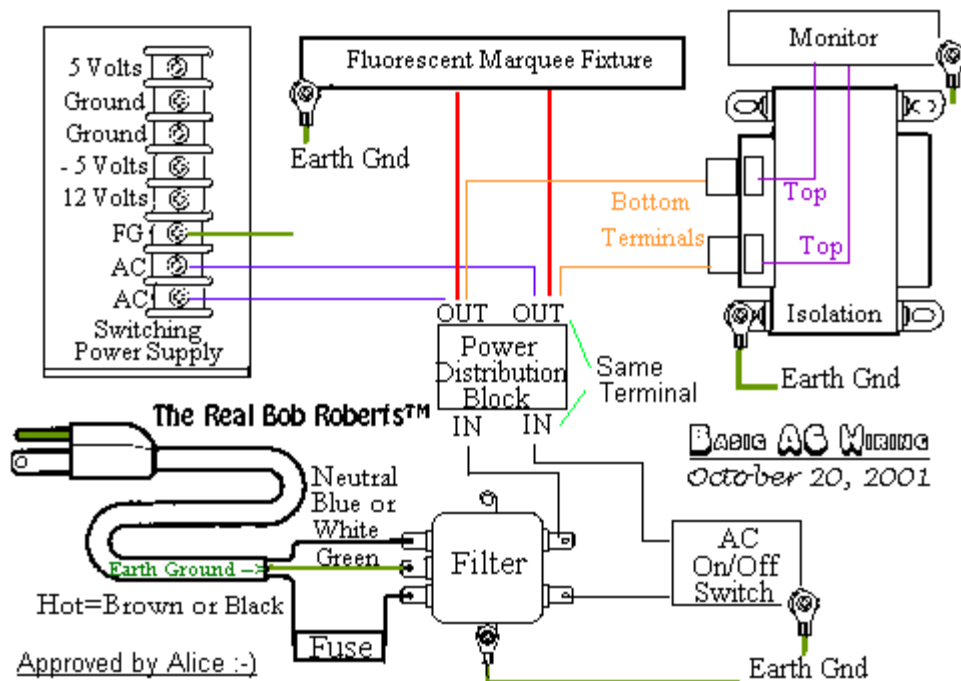 5 Volts
Ground
Ground
- 5 Volts
12 Volts
FG
AC
AC
Switching
Power Supply
Fluorescent Marquee Fixture
Earth Gnd
Monitor
Bottom
Terminals
Top
Top
Isolation
Earth Gnd
OUT OUT
Power
Distribution
Block
IN IN
Same
Terminal
The Real Bob Roberts™
Basic AC Wiring
October 20, 2001
Neutral
Blue or
White
Green
Earth Ground -->
Hot=Brown or Black
Fuse
Filter
AC
On/Off
Switch
Earth Gnd
Approved by Alice :-)